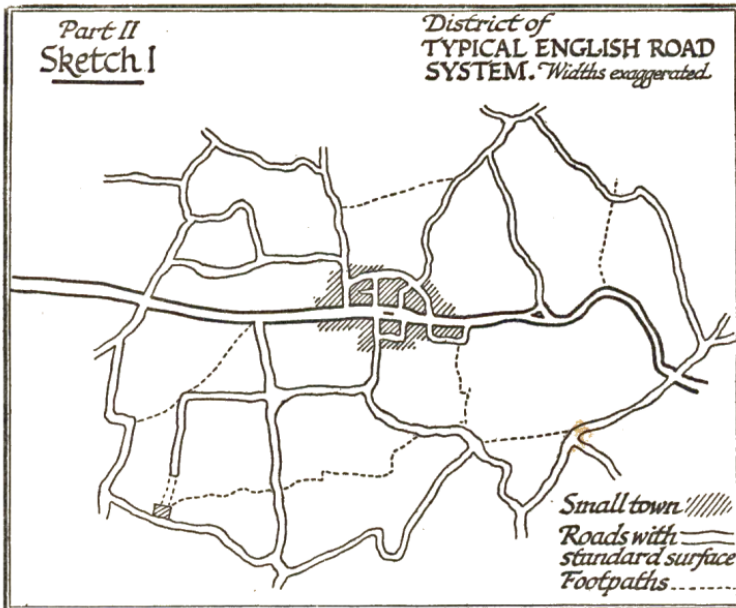 Part II
Sketch I
District of
TYPICAL ENGLISH ROAD
SYSTEM. Widths exaggerated.
Small town
Roads with
standard surface
Footpaths